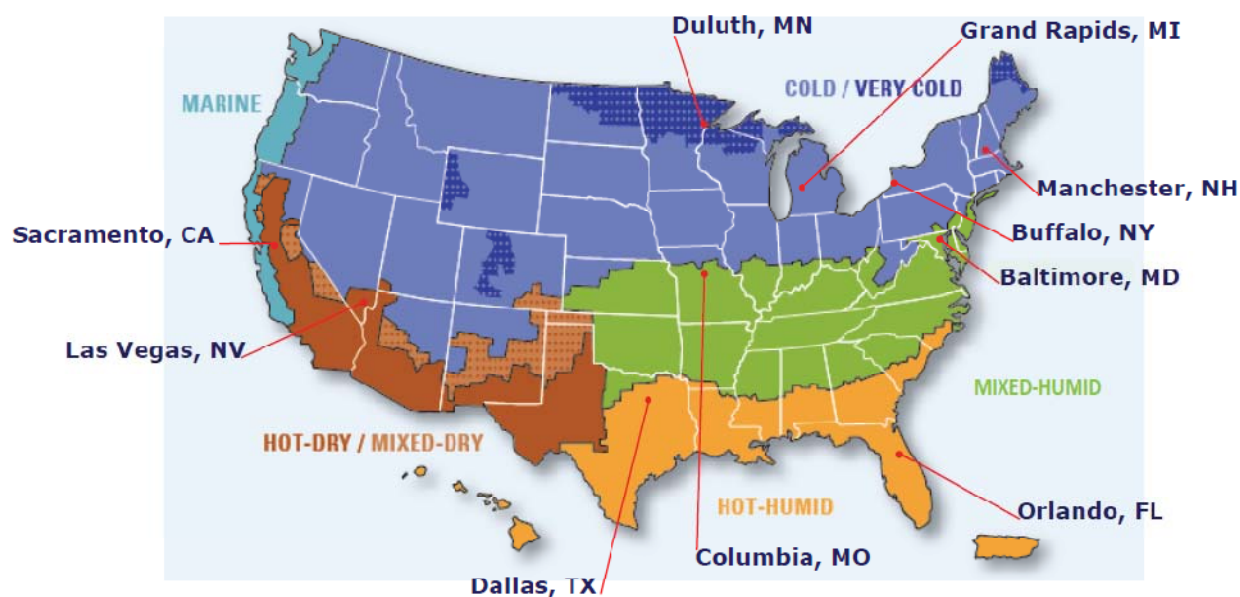 Duluth, MN
Grand Rapids, MI
MARINE
COLD / VERY COLD
Manchester, NH
Sacramento, CA
Buffalo, NY
Baltimore, MD
Las Vegas, NV
MIXED-HUMID
HOT-DRY / MIXED-DRY
HOT-HUMID
Orlando, FL
Columbia, MO
Dallas, TX